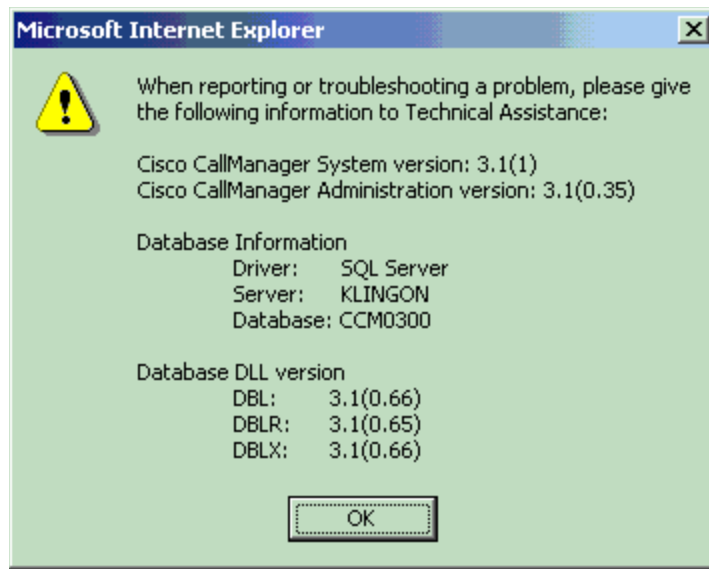 Microsoft Internet Explorer
When reporting or troubleshooting a problem, please give
the following information to Technical Assistance:
Cisco CallManager System version: 3.1(1)
Cisco CallManager Administration version: 3.1(0.35)
Database Information
Driver: SQL Server
Server: KLINGON
Database: CCM0300
Database DLL version
DBL: 3.1(0.66)
DBLR: 3.1(0.65)
DBLX: 3.1(0.66)
OK